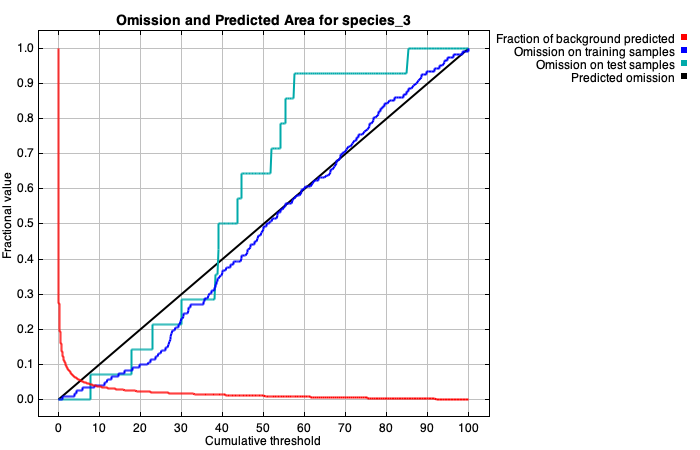 Omission and Predicted Area for species_3
Fraction of background predicted
Omission on training samples
Omission on test samples
Predicted omission
Fractional value
1.0
0.9
0.8
0.7
0.6
0.5
0.4
0.3
0.2
0.1
0.0
0 10 20 30 40 50 60 70 80 90 100
Cumulative threshold